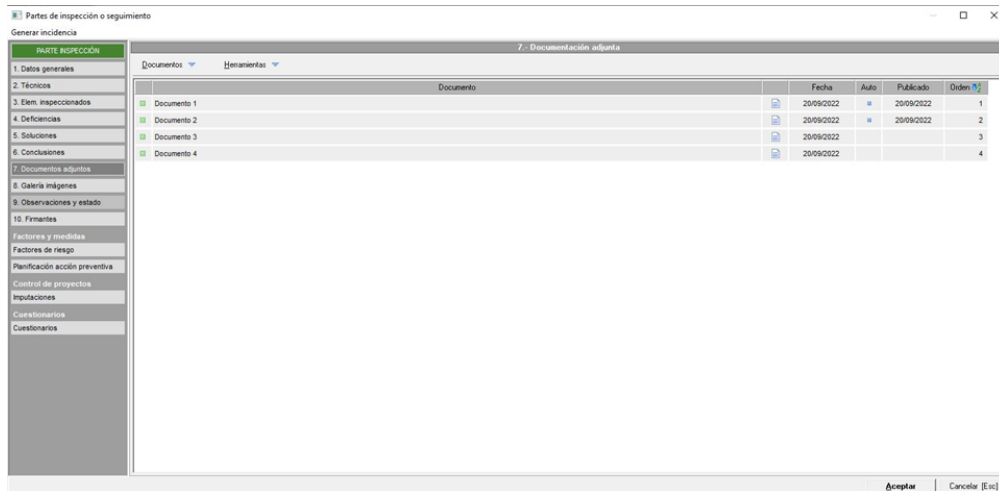 Partes de inspección o seguimiento
Generar incidencia
PARTE INSPECCIÓN
1. Datos generales
2. Técnicos
3. Elem. inspeccionados
4. Deficiencias
5. Soluciones
6. Conclusiones
7. Documentos adjuntos
8. Galería imágenes
9. Observaciones y estado
10. Firmantes
Factores y medidas
Factores de riesgo
Planificación acción preventiva
Control de proyectos
Imputaciones
Cuestionarios
Cuestionarios
7.- Documentación adjunta
Documentos Herramientas
Documento Fecha Auto Publicado Orden
Documento 1 20/09/2022 20/09/2022 1
Documento 2 20/09/2022 20/09/2022 2
Documento 3 20/09/2022 3
Documento 4 20/09/2022 4
Aceptar Cancelar [Esc]